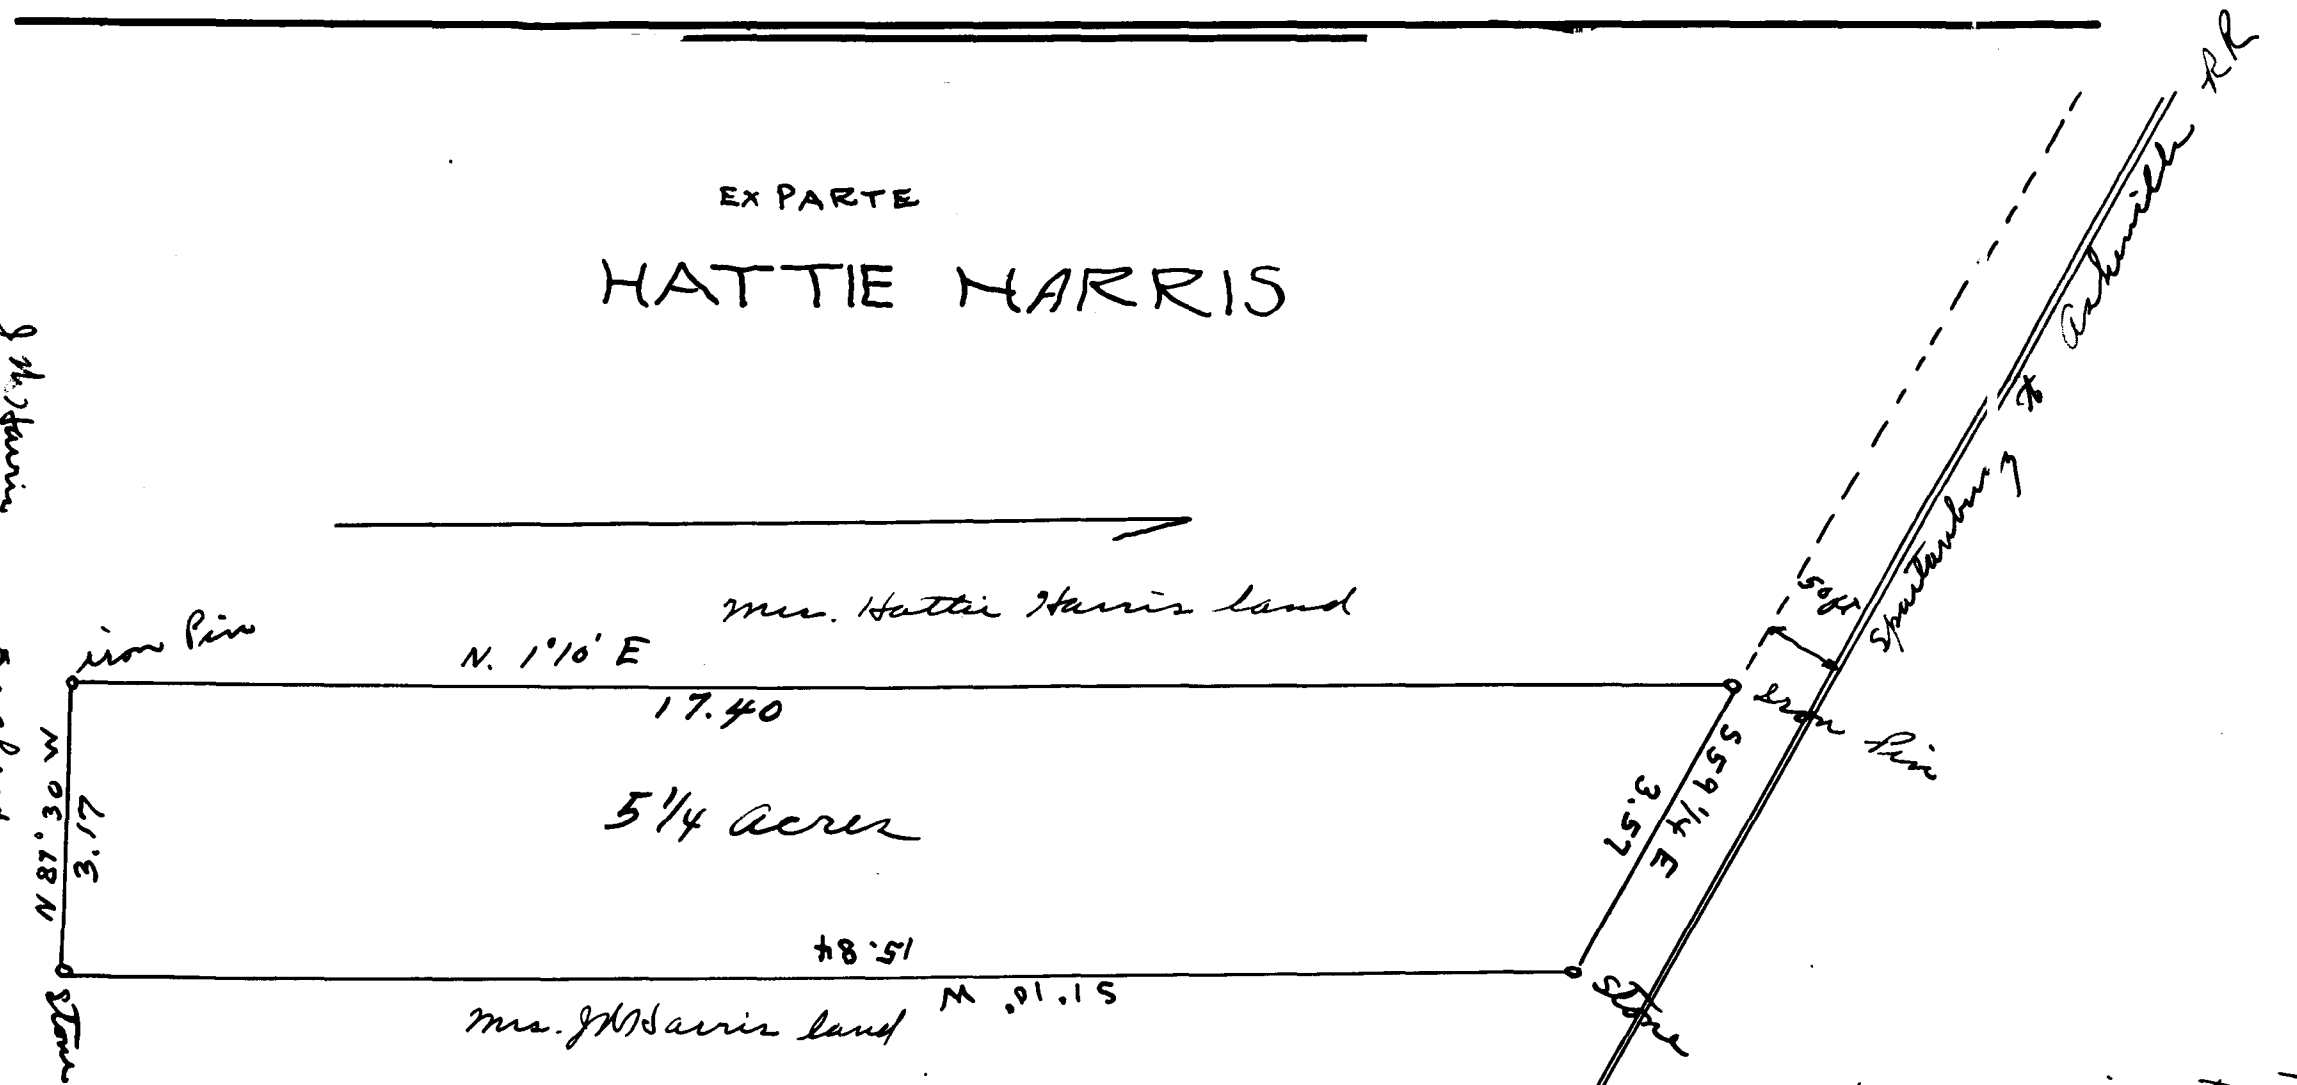 EX PARTE
HATTIE HARRIS
Spartanburg & Asheville RR
J M Harris
Mrs. Hattie Harris land
50 ft
iron Pin
N. 1°10' E
17.40
Iron Pin
N 87° 30 W
3.17
5 1/4 acres
S 59 1/4 E
3.57
15.84
S 1° 10' W
Stone
Stone
Mrs. J M Harris land